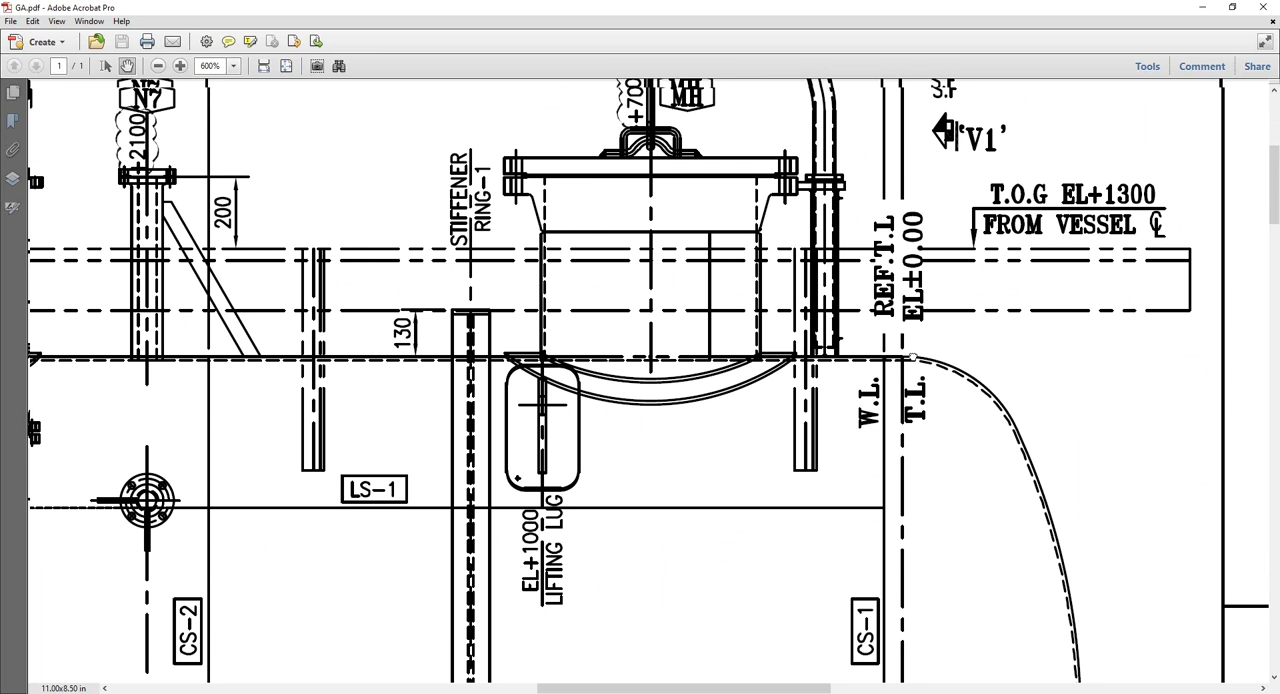 GA.pdf - Adobe Acrobat Pro
File Edit View Window Help
Create
1 / 1
600%
Tools Comment Share
N7
2100
+700
MH
S.F
'V1'
200
STIFFENER
RING-1
T.O.G EL+1300
FROM VESSEL ℄
REF.T.L
EL±0.00
130
W.L.
T.L.
LS-1
EL+1000
LIFTING LUG
CS-2
CS-1
11.00x8.50 in